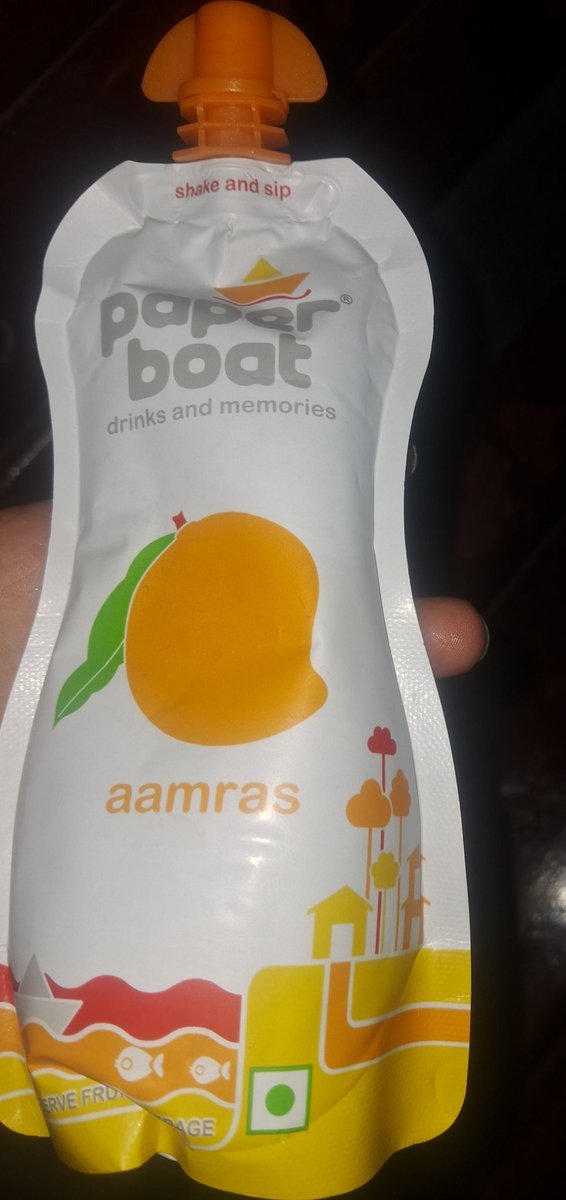 shake and sip
paper®
boat
drinks and memories
aamras